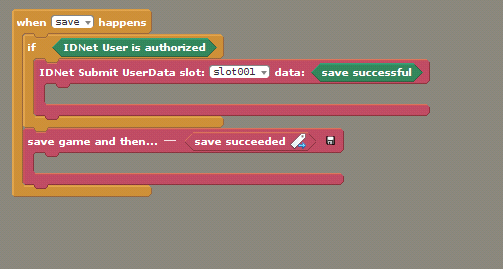 when save happens
if IDNet User is authorized
IDNet Submit UserData slot: slot001 data: save successful
save game and then... — save succeeded